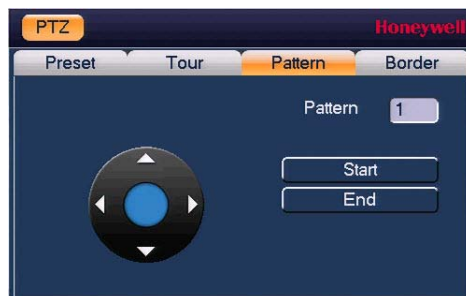 PTZ Honeywell
Preset Tour Pattern Border
Pattern 1
Start
End